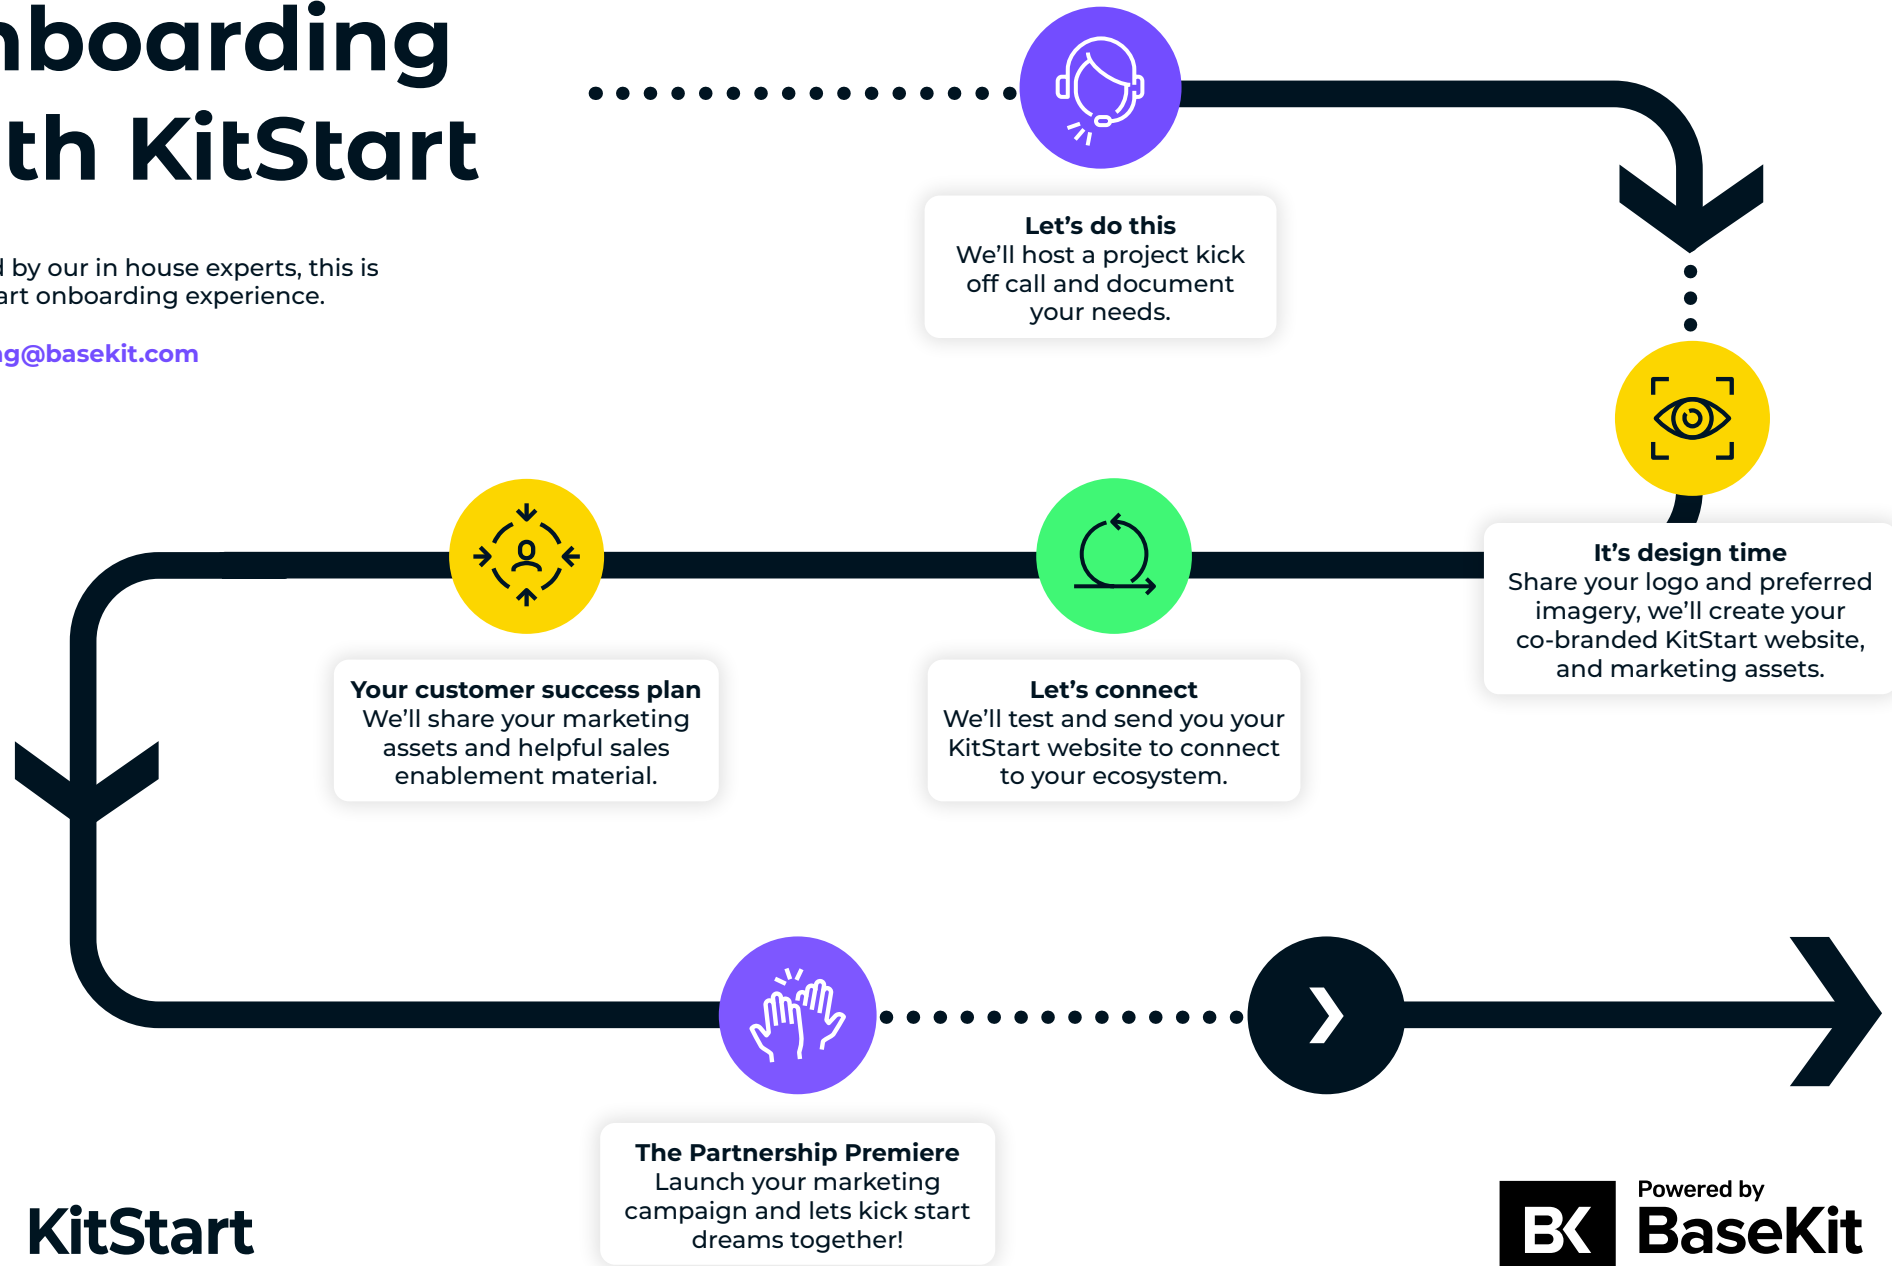 nboarding
th KitStart
d by our in house experts, this is
art onboarding experience.
ng@basekit.com
Let’s do this
We’ll host a project kick
off call and document
your needs.
It’s design time
Share your logo and preferred
imagery, we’ll create your
co-branded KitStart website,
and marketing assets.
Let’s connect
We’ll test and send you your
KitStart website to connect
to your ecosystem.
Your customer success plan
We’ll share your marketing
assets and helpful sales
enablement material.
The Partnership Premiere
Launch your marketing
campaign and lets kick start
dreams together!
KitStart
BK
Powered by
BaseKit